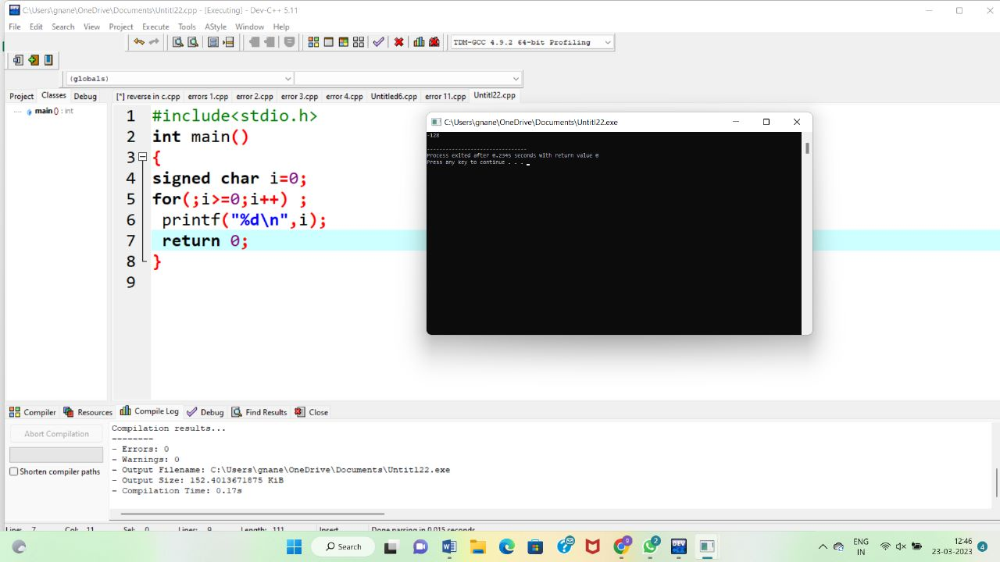 C:\Users\gnane\OneDrive\Documents\Untitl22.cpp - [Executing] - Dev-C++ 5.11
File Edit Search View Project Execute Tools AStyle Window Help
TDM-GCC 4.9.2 64-bit Profiling
(globals)
Project Classes Debug
[*] reverse in c.cpp errors 1.cpp error 2.cpp error 3.cpp error 4.cpp Untitled6.cpp error 11.cpp Untitl22.cpp
main () : int
1 #include<stdio.h>
2 int main()
3 {
4 signed char i=0;
5 for(;i>=0;i++) ;
6 printf("%d\n",i);
7 return 0;
8 }
9
C:\Users\gnane\OneDrive\Documents\Untitl22.exe
-128
--------------------------------
Process exited after 0.2345 seconds with return value 0
Press any key to continue . . .
Compiler Resources Compile Log Debug Find Results Close
Abort Compilation
Shorten compiler paths
Compilation results...
--------
- Errors: 0
- Warnings: 0
- Output Filename: C:\Users\gnane\OneDrive\Documents\Untitl22.exe
- Output Size: 152.4013671875 KiB
- Compilation Time: 0.17s
Line: 7 Col: 11 Sel: 0 Lines: 9 Length: 111 Insert Done parsing in 0.015 seconds
Search
DEV
9
2
ENG
IN
12:46
23-03-2023
4